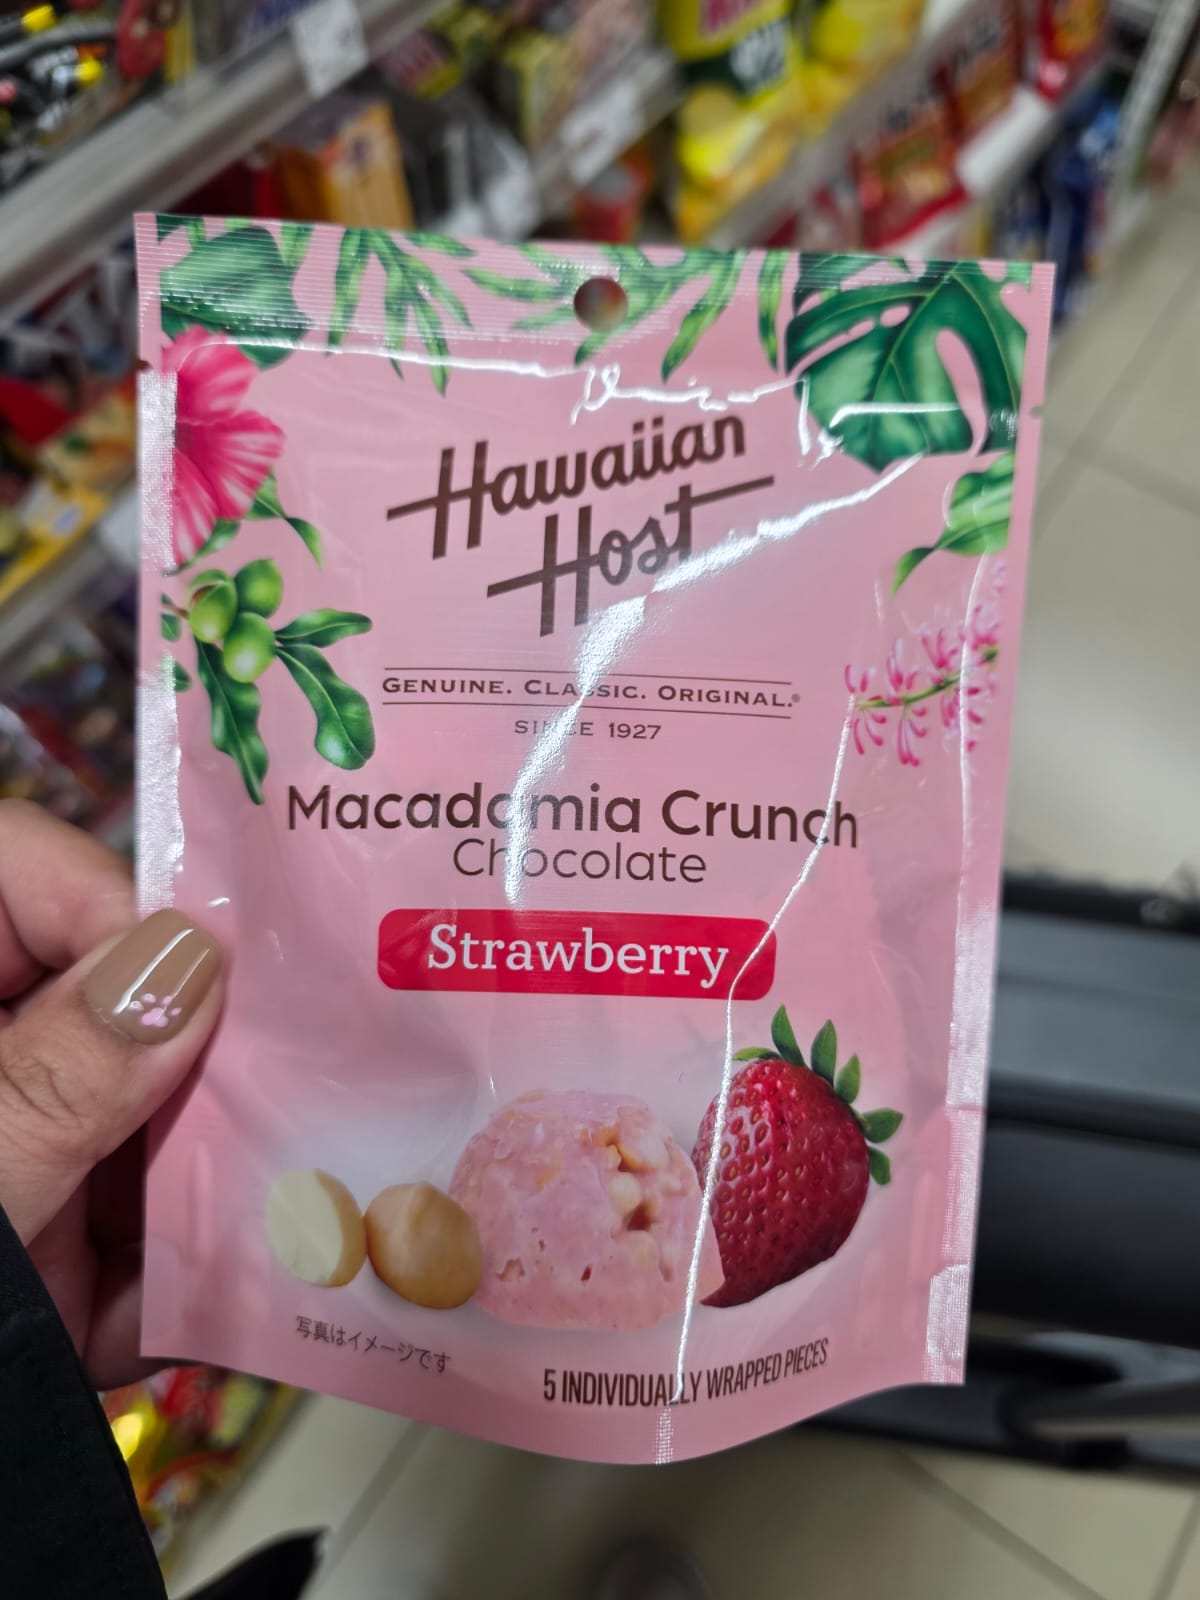 Hawaiian
Host
GENUINE. CLASSIC. ORIGINAL.®
SINCE 1927
Macadamia Crunch
Chocolate
Strawberry
写真はイメージです
5 INDIVIDUALLY WRAPPED PIECES